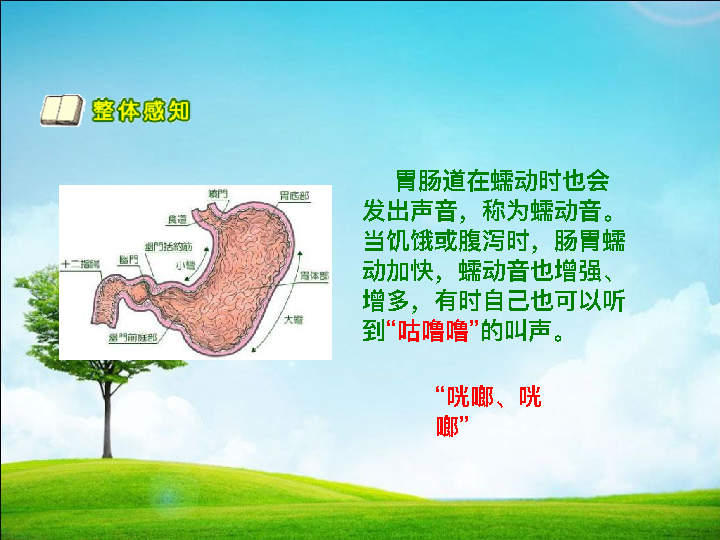 整体感知
噴門
胃底部
食道
幽門括約筋
小彎
幽門
十二指腸
胃体部
大彎
幽門前庭部
胃肠道在蠕动时也会
发出声音，称为蠕动音。
当饥饿或腹泻时，肠胃蠕
动加快，蠕动音也增强、
增多，有时自己也可以听
到“咕噜噜”的叫声。
“咣啷、咣
啷”